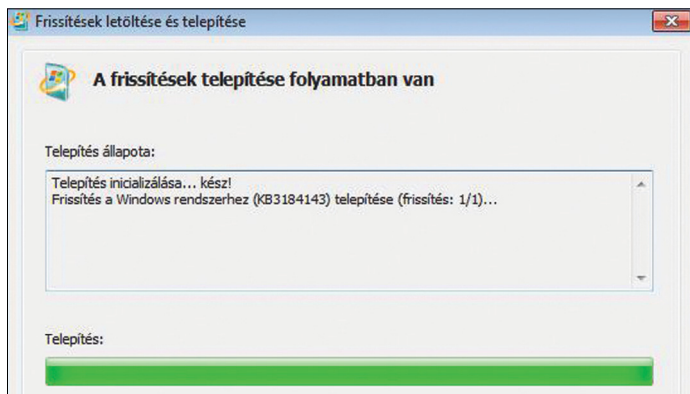 Frissítések letöltése és telepítése
A frissítések telepítése folyamatban van
Telepítés állapota:
Telepítés inicializálása... kész!
Frissítés a Windows rendszerhez (KB3184143) telepítése (frissítés: 1/1)...
Telepítés: